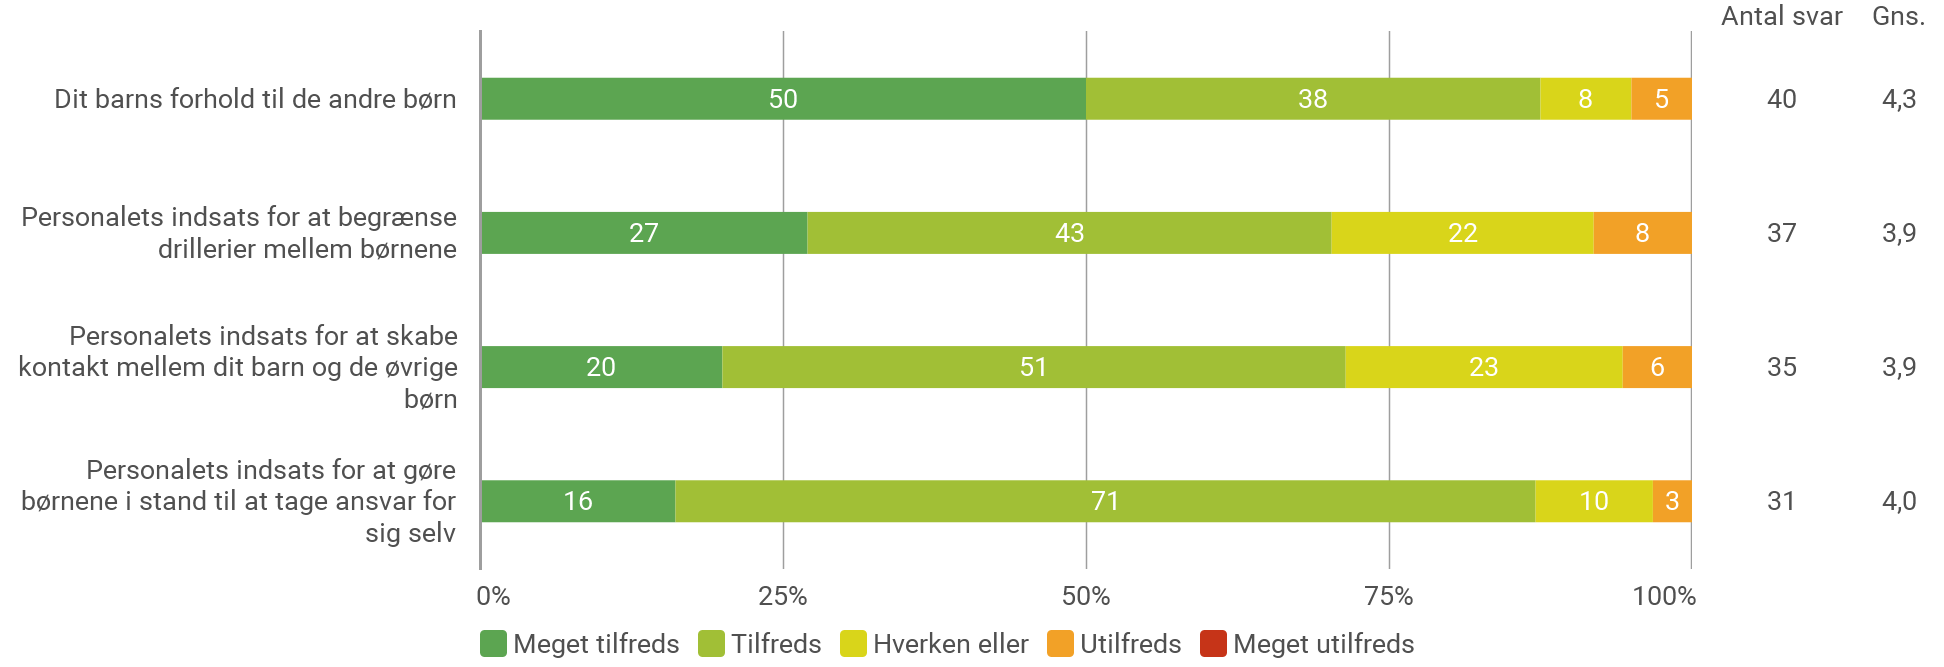 Antal svar Gns.
Dit barns forhold til de andre børn 50 38 8 5 40 4,3
Personalets indsats for at begrænse
drillerier mellem børnene
27 43 22 8 37 3,9
Personalets indsats for at skabe
kontakt mellem dit barn og de øvrige
børn
20 51 23 6 35 3,9
Personalets indsats for at gøre
børnene i stand til at tage ansvar for
sig selv
16 71 10 3 31 4,0
0% 25% 50% 75% 100%
Meget tilfreds Tilfreds Hverken eller Utilfreds Meget utilfreds